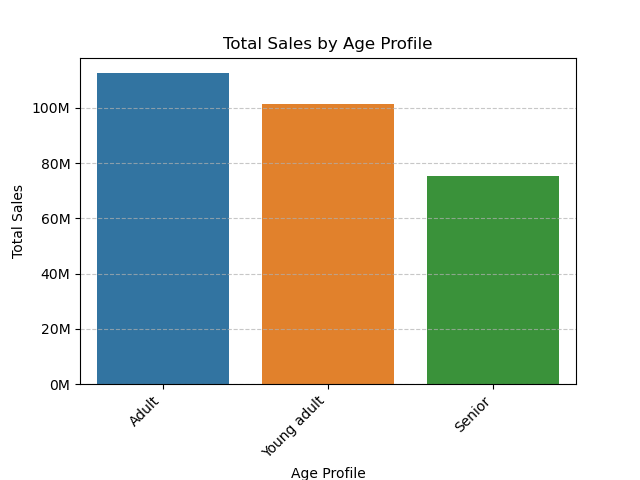 Total Sales by Age Profile
Total Sales
100M
80M
60M
40M
20M
0M
Adult
Young adult
Senior
Age Profile